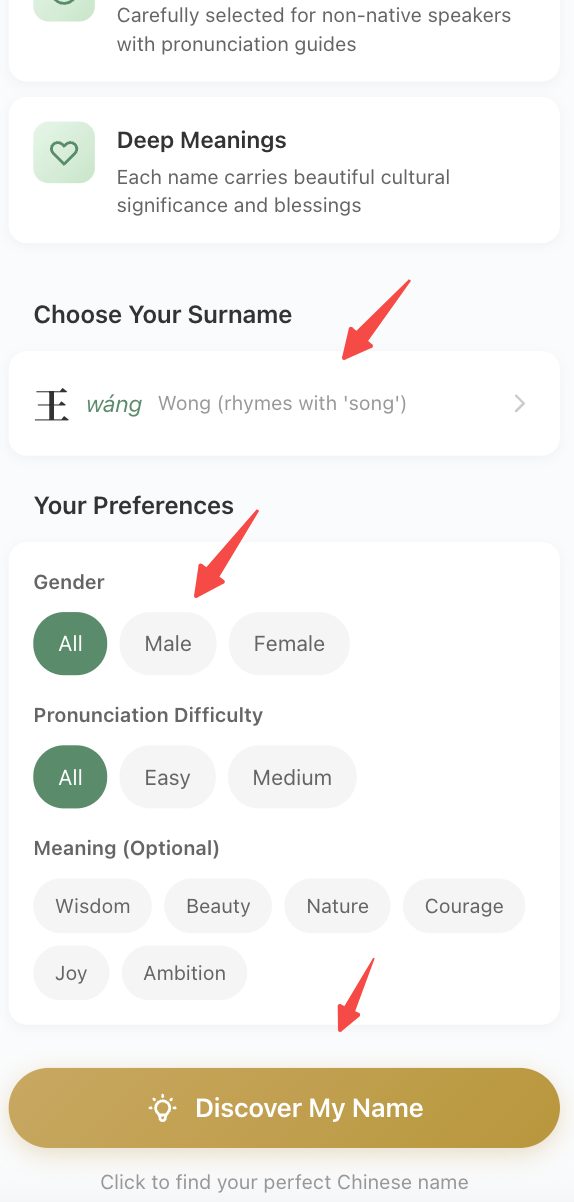 Carefully selected for non-native speakers
with pronunciation guides
Deep Meanings
Each name carries beautiful cultural
significance and blessings
Choose Your Surname
王 wáng Wong (rhymes with 'song')
Your Preferences
Gender
All Male Female
Pronunciation Difficulty
All Easy Medium
Meaning (Optional)
Wisdom Beauty Nature Courage
Joy Ambition
Discover My Name
Click to find your perfect Chinese name